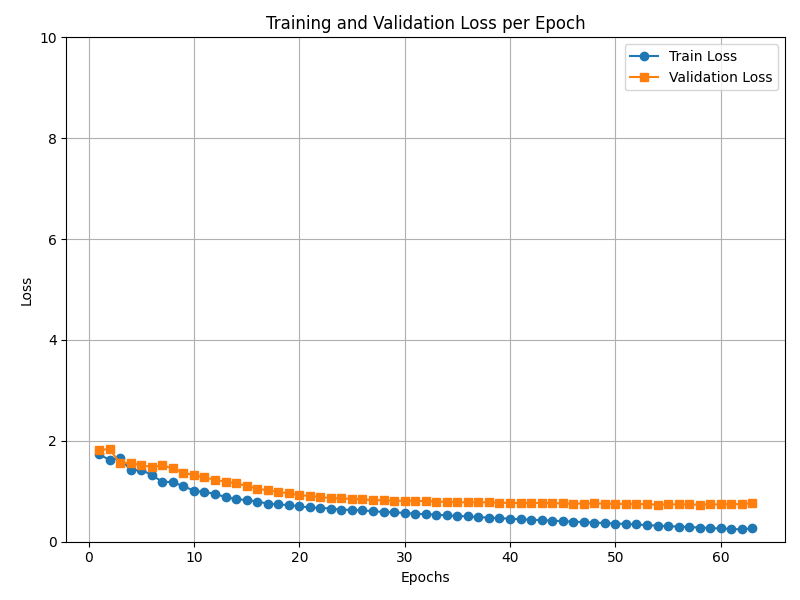 Training and Validation Loss per Epoch
Train Loss
Validation Loss
10
8
6
4
2
0
Loss
0 10 20 30 40 50 60
Epochs